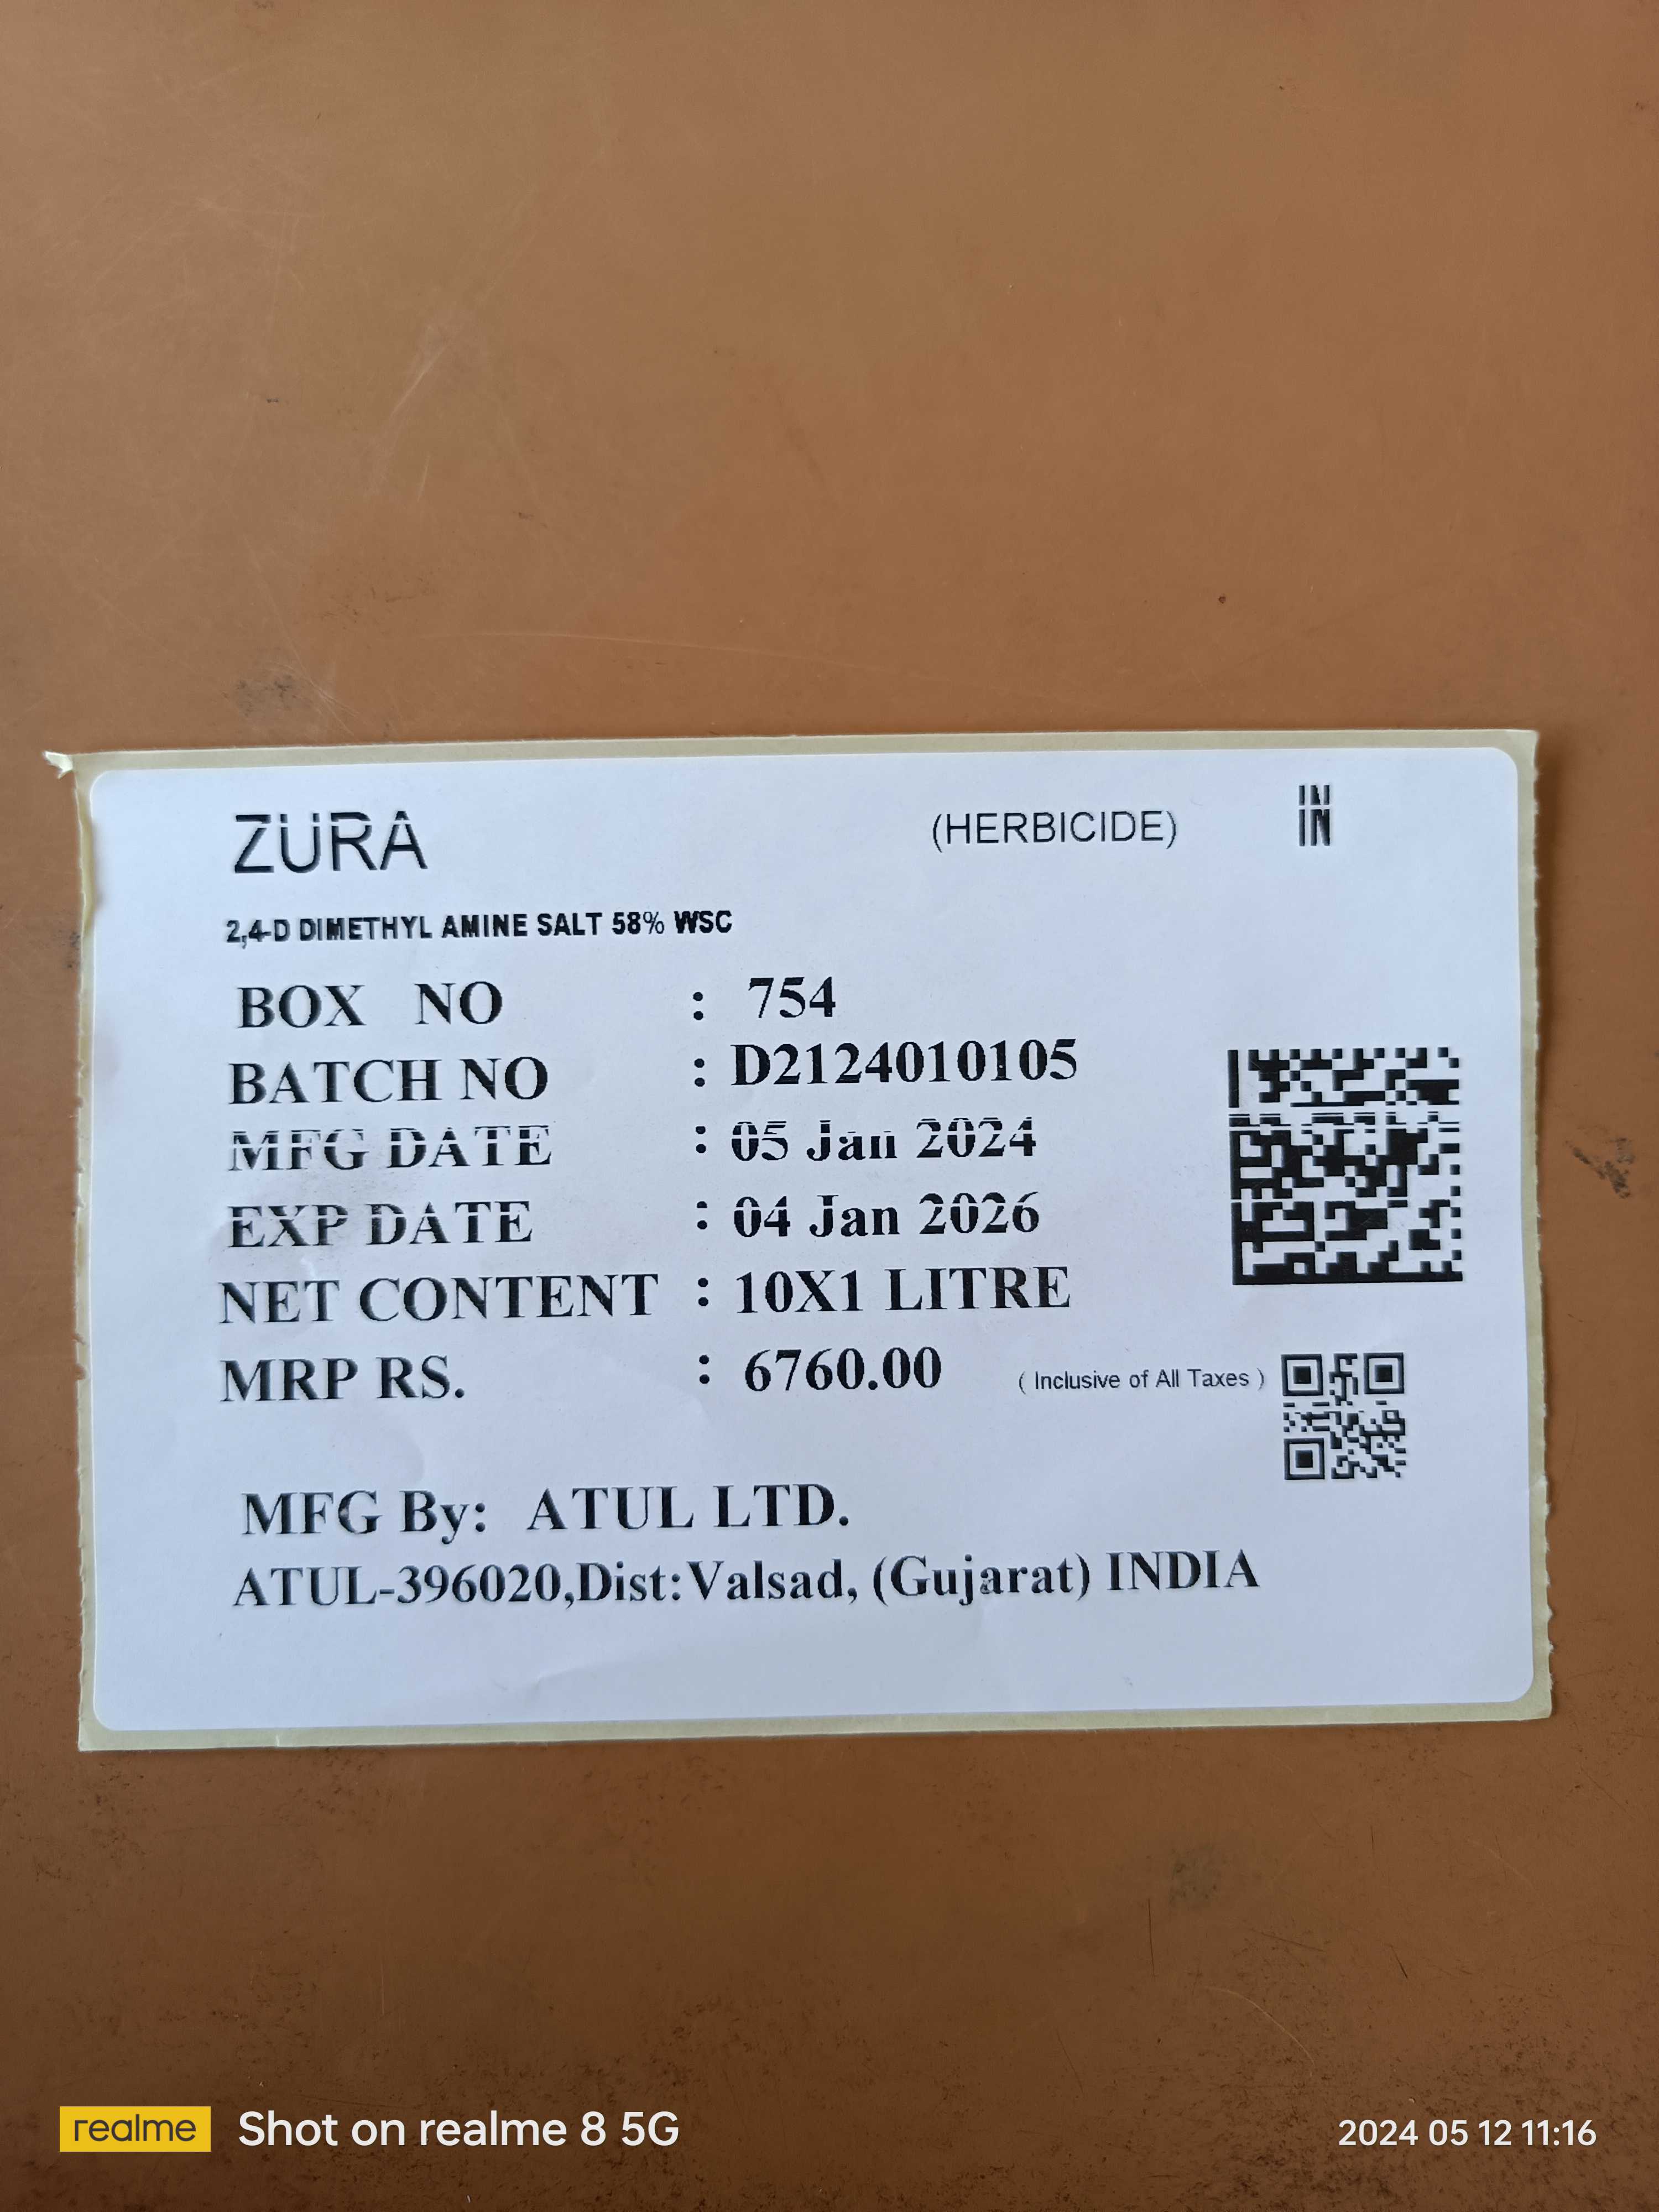 ZURA (HERBICIDE) IN
IN
2,4-D DIMETHYL AMINE SALT 58% WSC
BOX NO : 754
BATCH NO : D2124010105
MFG DATE : 05 Jan 2024
EXP DATE : 04 Jan 2026
NET CONTENT : 10X1 LITRE
MRP RS. : 6760.00 ( Inclusive of All Taxes )
MFG By: ATUL LTD.
ATUL-396020,Dist:Valsad, (Gujarat) INDIA
realme Shot on realme 8 5G 2024 05 12 11:16